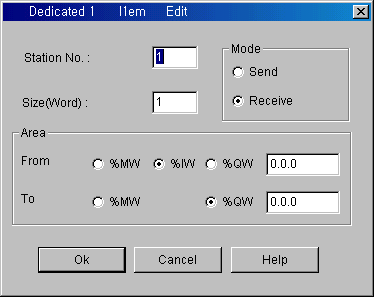 Dedicated 1 I1em Edit
Station No. : 1
Size(Word) : 1
Mode
Send
Receive
Area
From %MW %IW %QW 0.0.0
To %MW %QW 0.0.0
Ok Cancel Help